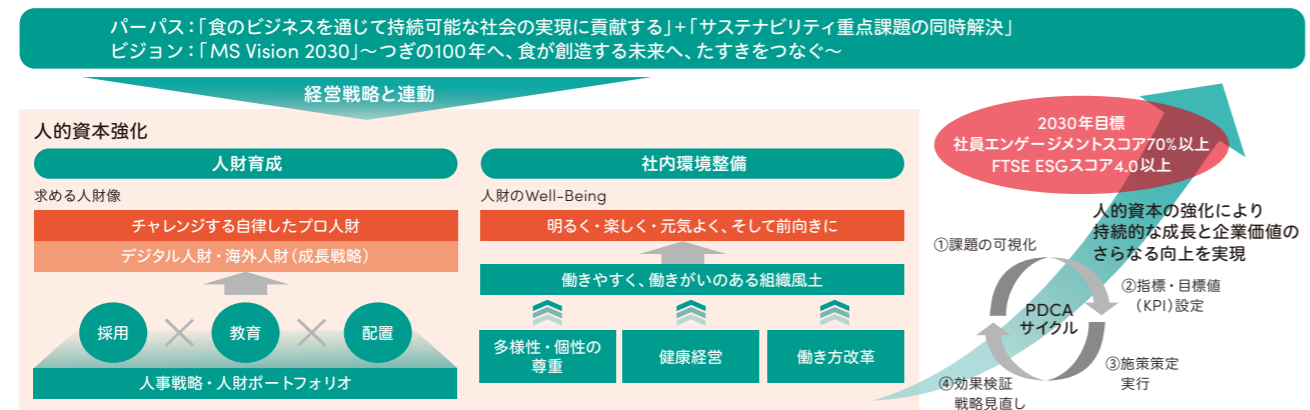 パーパス：「食のビジネスを通じて持続可能な社会の実現に貢献する」+「サステナビリティ重点課題の同時解決」
ビジョン：「MS Vision 2030」～つぎの100年へ、食が創造する未来へ、たすきをつなぐ～
経営戦略と連動
人的資本強化
人財育成
求める人財像
チャレンジする自律したプロ人財
デジタル人財・海外人財（成長戦略）
採用
教育
配置
人事戦略・人財ポートフォリオ
社内環境整備
人財のWell-Being
明るく・楽しく・元気よく、そして前向きに
働きやすく、働きがいのある組織風土
多様性・個性の
尊重
健康経営
働き方改革
2030年目標
社員エンゲージメントスコア70%以上
FTSE ESGスコア4.0以上
人的資本の強化により
持続的な成長と企業価値の
さらなる向上を実現
①課題の可視化
②指標・目標値
（KPI）設定
PDCA
サイクル
③施策策定
実行
④効果検証
戦略見直し